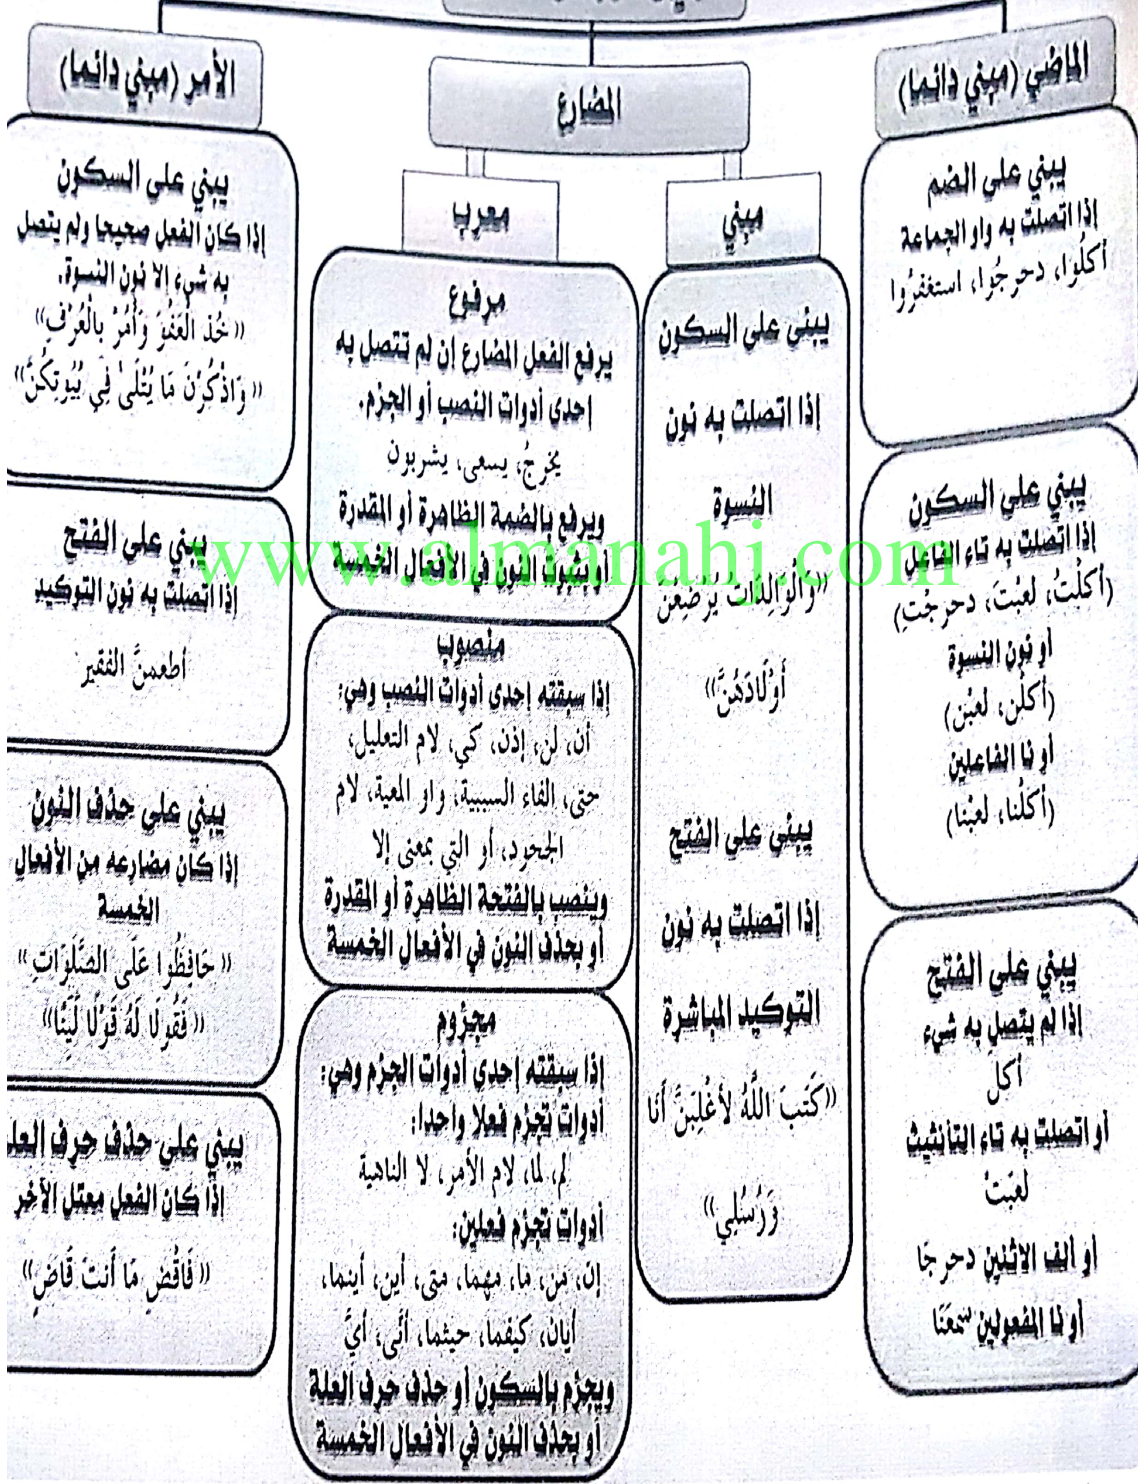 الماضي (مبني دائما)
يبني على الضم
إذا اتصلت به واو الجماعة
أكلُوا، دحرجُوا، استغفرُوا
يبني على السكون
إذا اتصلت به تاء الفاعل
(أكلْتُ، لعبْتَ، دحرجْتِ)
أو نون النسوة
(أكلْن، لعبْن)
أو نا الفاعلين
(أكلْنا، لعبْنا)
يبني على الفتح
إذا لم يتصل به شيء
أكلَ
أو اتصلت به تاء التأنيث
لعبَتْ
أو ألف الاثنين دحرجَا
أو نا المفعولين سمعَنَا
المضارع
مبني
يبنى على السكون
إذا اتصلت به نون
النسوة
«وَالْوَالِدَاتُ يُرْضِعْنَ
أَوْلَادَهُنَّ»
يبنى على الفتح
إذا اتصلت به نون
التوكيد المباشرة
«كَتَبَ اللَّهُ لَأَغْلِبَنَّ أَنَا
وَرُسُلِي»
معرب
مرفوع
يرفع الفعل المضارع إن لم تتصل به
إحدى أدوات النصب أو الجزم.
يخرجُ، يسعى، يشربون
ويرفع بالضمة الظاهرة أو المقدرة
أو بثبوت النون في الأفعال الخمسة
منصوب
إذا سبقته إحدى أدوات النصب وهي:
أن، لن، إذن، كي، لام التعليل،
حتى، الفاء السببية، واو المعية، لام
الجحود، أو التي بمعنى إلا
وينصب بالفتحة الظاهرة أو المقدرة
أو بحذف النون في الأفعال الخمسة
مجزوم
إذا سبقته إحدى أدوات الجزم وهي:
أدوات تجزم فعلا واحدا:
لم، لما، لام الأمر، لا الناهية
أدوات تجزم فعلين:
إن، من، ما، مهما، متى، أين، أينما،
أيان، كيفما، حيثما، أنَّى، أيَّ
ويجزم بالسكون أو حذف حرف العلة
أو بحذف النون في الأفعال الخمسة
الأمر (مبني دائما)
يبني على السكون
إذا كان الفعل صحيحا ولم يتصل
به شيء إلا نون النسوة.
«خُذِ الْعَفْوَ وَأْمُرْ بِالْعُرْفِ»
«وَاذْكُرْنَ مَا يُتْلَىٰ فِي بُيُوتِكُنَّ»
يبني على الفتح
إذا اتصلت به نون التوكيد
أطعمنَّ الفقير
يبني على حذف النون
إذا كان مضارعه من الأفعال
الخمسة
«حَافِظُوا عَلَى الصَّلَوَاتِ»
«فَقُولَا لَهُ قَوْلًا لَيِّنًا»
يبني على حذف حرف العل
إذا كان الفعل معتل الآخر
«فَاقْضِ مَا أَنتَ قَاضٍ»
www.almanahj.com